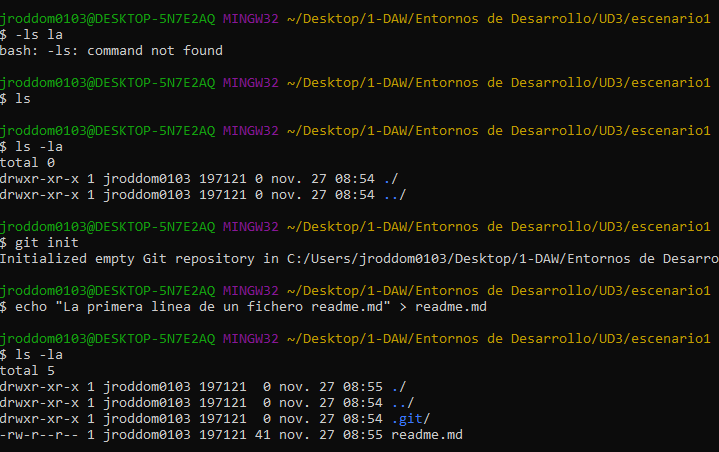 jroddom0103@DESKTOP-5N7E2AQ MINGW32 ~/Desktop/1-DAW/Entornos de Desarrollo/UD3/escenario1
$ -ls la
bash: -ls: command not found
jroddom0103@DESKTOP-5N7E2AQ MINGW32 ~/Desktop/1-DAW/Entornos de Desarrollo/UD3/escenario1
$ ls
jroddom0103@DESKTOP-5N7E2AQ MINGW32 ~/Desktop/1-DAW/Entornos de Desarrollo/UD3/escenario1
$ ls -la
total 0
drwxr-xr-x 1 jroddom0103 197121 0 nov. 27 08:54 ./
drwxr-xr-x 1 jroddom0103 197121 0 nov. 27 08:54 ../
jroddom0103@DESKTOP-5N7E2AQ MINGW32 ~/Desktop/1-DAW/Entornos de Desarrollo/UD3/escenario1
$ git init
Initialized empty Git repository in C:/Users/jroddom0103/Desktop/1-DAW/Entornos de Desarro
jroddom0103@DESKTOP-5N7E2AQ MINGW32 ~/Desktop/1-DAW/Entornos de Desarrollo/UD3/escenario1
$ echo "La primera linea de un fichero readme.md" > readme.md
jroddom0103@DESKTOP-5N7E2AQ MINGW32 ~/Desktop/1-DAW/Entornos de Desarrollo/UD3/escenario1
$ ls -la
total 5
drwxr-xr-x 1 jroddom0103 197121  0 nov. 27 08:55 ./
drwxr-xr-x 1 jroddom0103 197121  0 nov. 27 08:54 ../
drwxr-xr-x 1 jroddom0103 197121  0 nov. 27 08:54 .git/
-rw-r--r-- 1 jroddom0103 197121 41 nov. 27 08:55 readme.md